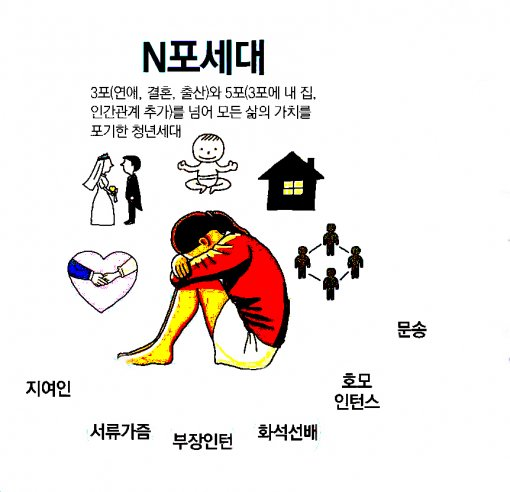 N포세대
3포(연애, 결혼, 출산)와 5포(3포에 내 집,
인간관계 추가)를 넘어 모든 삶의 가치를
포기한 청년세대
문송
지여인
호모
인턴스
서류가즘
부장인턴
화석선배